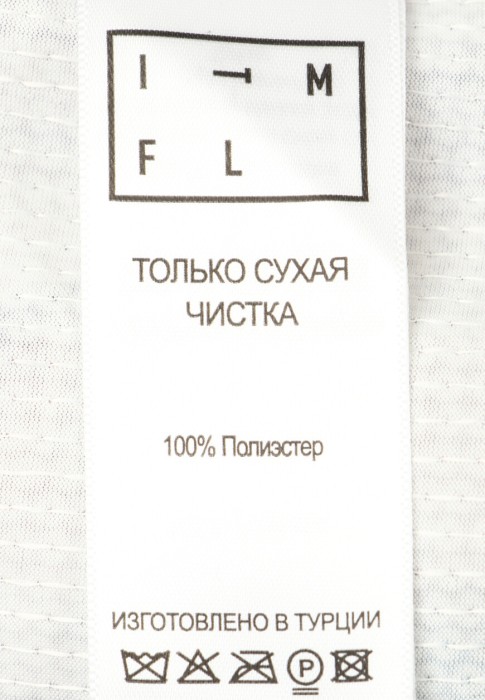 I T M
F L
ТОЛЬКО СУХАЯ
ЧИСТКА
100% Полиэстер
ИЗГОТОВЛЕНО В ТУРЦИИ
P